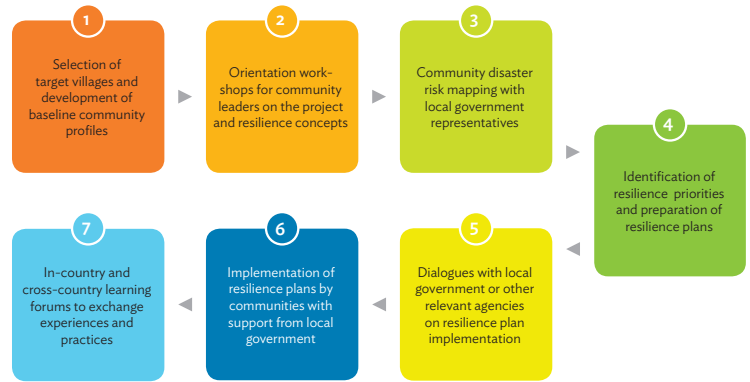 1
Selection of
target villages and
development of
baseline community
profiles
2
Orientation work-
shops for community
leaders on the project
and resilience concepts
3
Community disaster
risk mapping with
local government
representatives
4
Identification of
resilience priorities
and preparation of
resilience plans
5
Dialogues with local
government or other
relevant agencies
on resilience plan
implementation
6
Implementation of
resilience plans by
communities with
support from local
government
7
In-country and
cross-country learning
forums to exchange
experiences and
practices